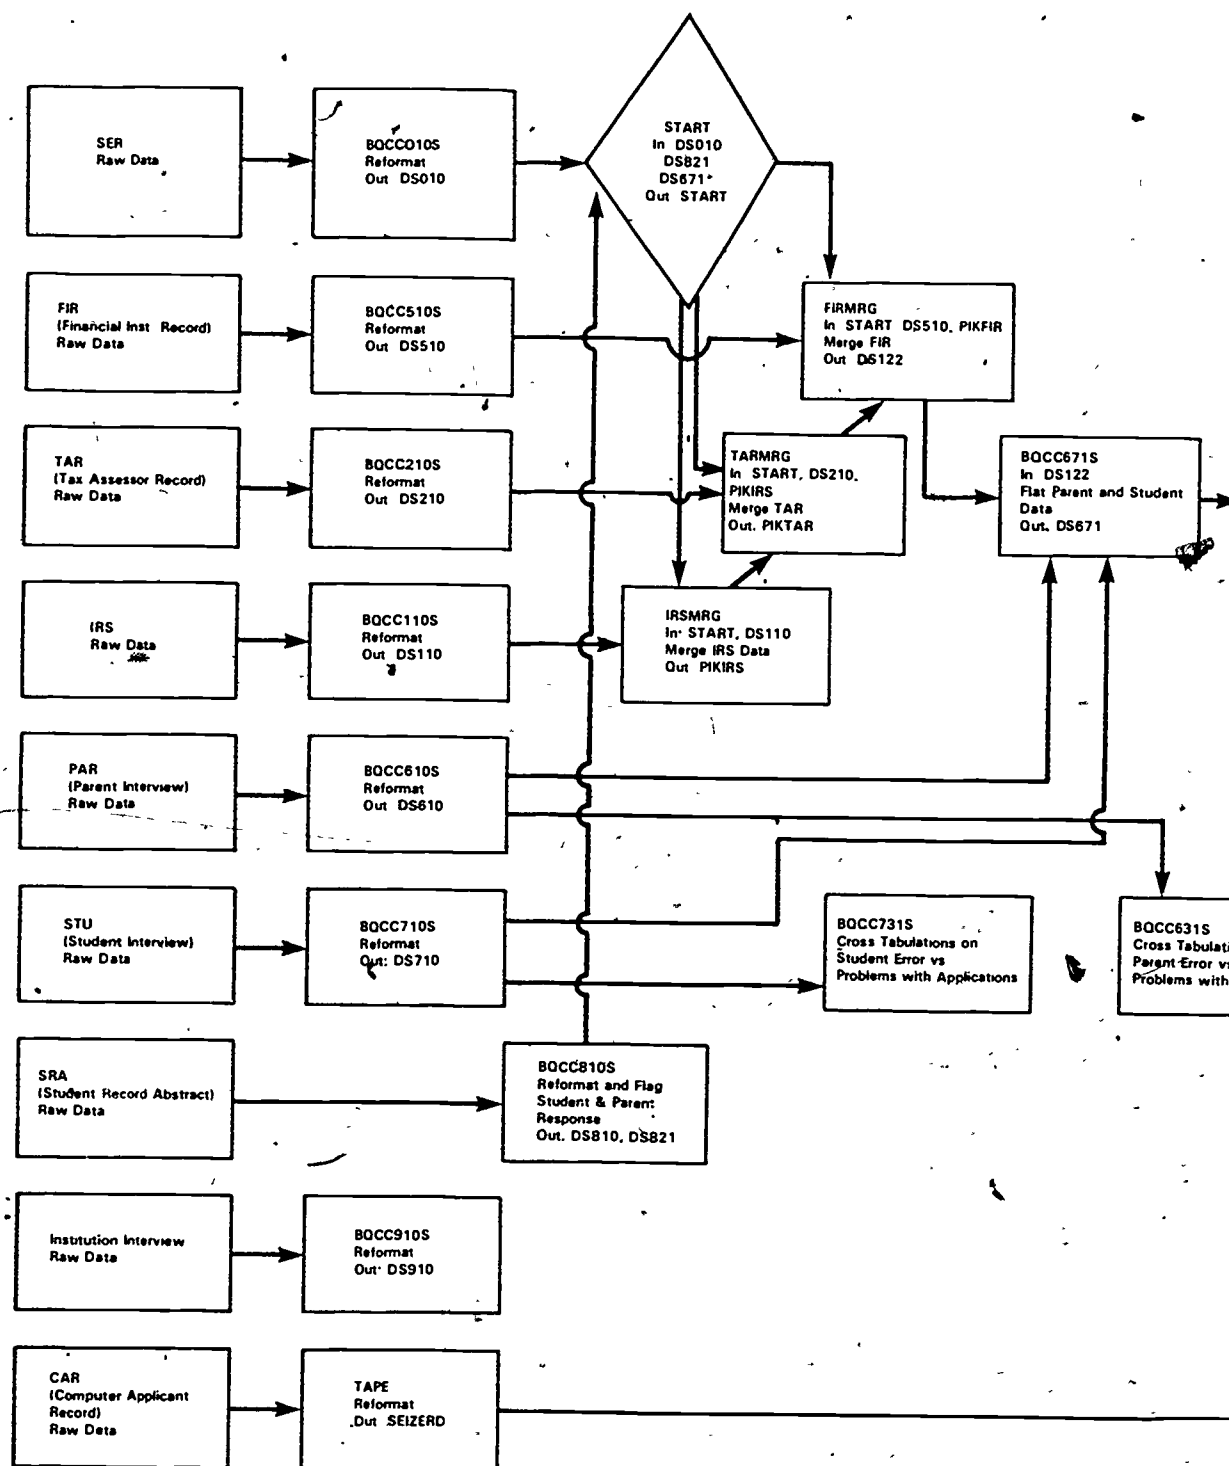 SER
Raw Data
BQCCO10S
Reformat
Out DS010
START
In DS010
DS821
DS671
Out START
FIR
(Financial Inst Record)
Raw Data
BQCC510S
Reformat
Out DS510
FIRMRG
In START DS510, PIKFIR
Merge FIR
Out DS122
TAR
(Tax Assessor Record)
Raw Data
BQCC210S
Reformat
Out DS210
TARMRG
In START, DS210,
PIKIRS
Merge TAR
Out. PIKTAR
BQCC671S
In DS122
Flat Parent and Student
Data
Out. DS671
IRS
Raw Data
BQCC110S
Reformat
Out DS110
IRSMRG
In START, DS110
Merge IRS Data
Out PIKIRS
PAR
(Parent Interview)
Raw Data
BQCC610S
Reformat
Out DS610
STU
(Student Interview)
Raw Data
BQCC710S
Reformat
Out: DS710
BQCC731S
Cross Tabulations on
Student Error vs
Problems with Applications
BQCC631S
Cross Tabulati
Parent Error vs
Problems with
SRA
(Student Record Abstract)
Raw Data
BQCC810S
Reformat and Flag
Student & Parent
Response
Out. DS810, DS821
Institution Interview
Raw Data
BQCC910S
Reformat
Out DS910
CAR
(Computer Applicant
Record)
Raw Data
TAPE
Reformat
Out SEIZERD